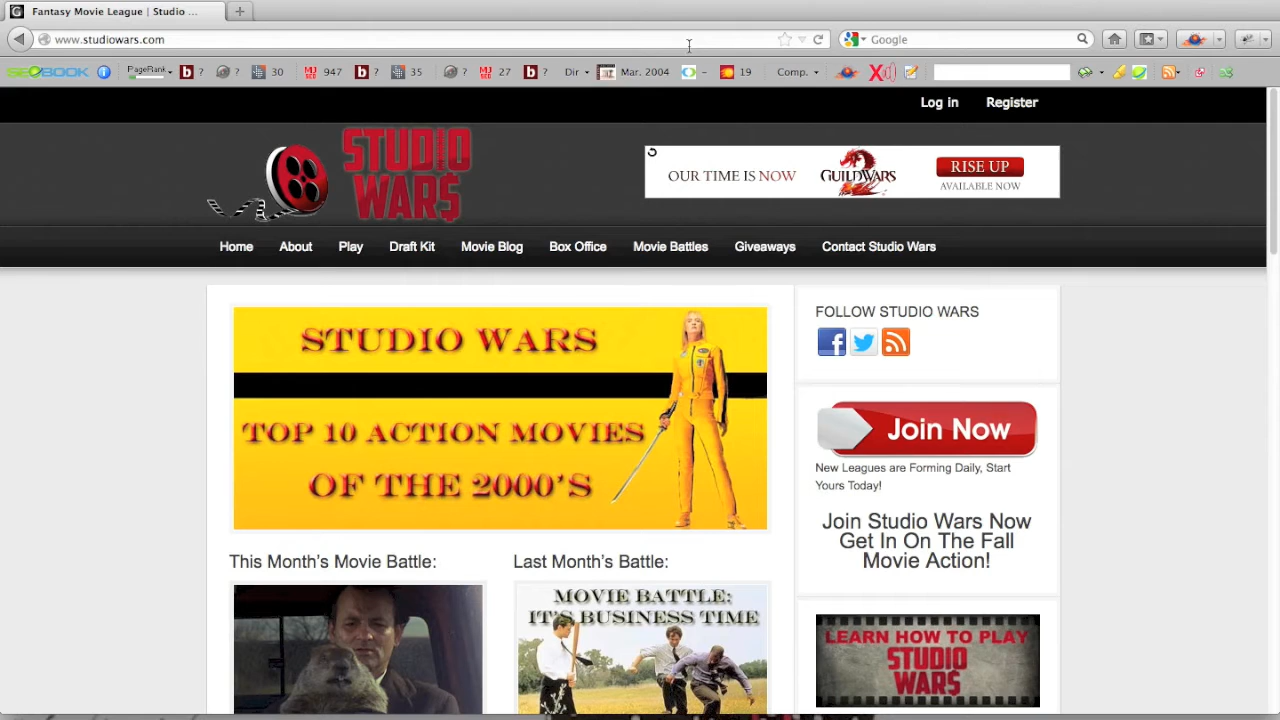 Fantasy Movie League | Studio ...
www.studiowars.com
Google
SEOBOOK
PageRank
b ?
?
30
947
b ?
35
?
27
b ?
Dir
Mar. 2004
–
19
Comp.
Log in
Register
STUDIO
WAR$
OUR TIME IS NOW
GUILDWARS
RISE UP
AVAILABLE NOW
Home
About
Play
Draft Kit
Movie Blog
Box Office
Movie Battles
Giveaways
Contact Studio Wars
STUDIO WARS
TOP 10 ACTION MOVIES
OF THE 2000'S
FOLLOW STUDIO WARS
Join Now
New Leagues are Forming Daily, Start
Yours Today!
Join Studio Wars Now
Get In On The Fall
Movie Action!
This Month's Movie Battle:
Last Month's Battle:
MOVIE BATTLE:
IT'S BUSINESS TIME
LEARN HOW TO PLAY
STUDIO
WAR$